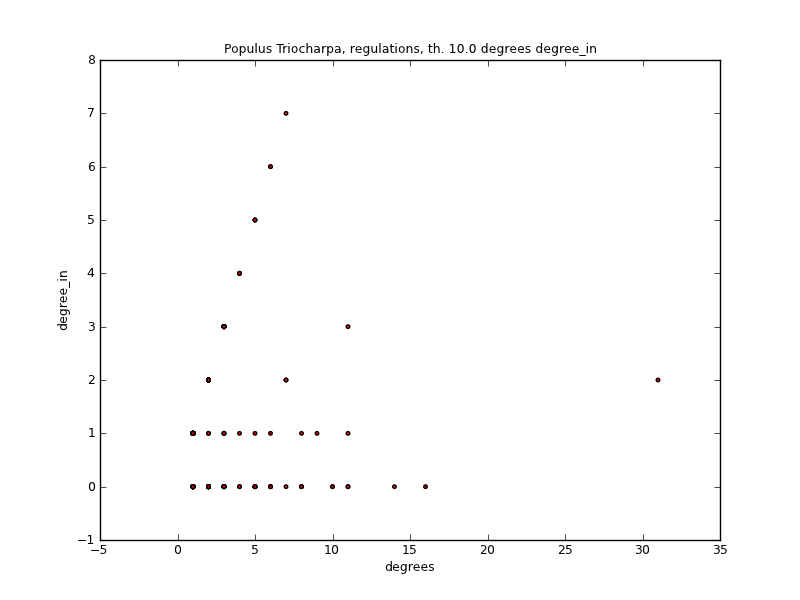 Populus Triocharpa, regulations, th. 10.0 degrees degree_in
8
7
6
5
4
3
2
1
0
−1
degree_in
−5 0 5 10 15 20 25 30 35
degrees